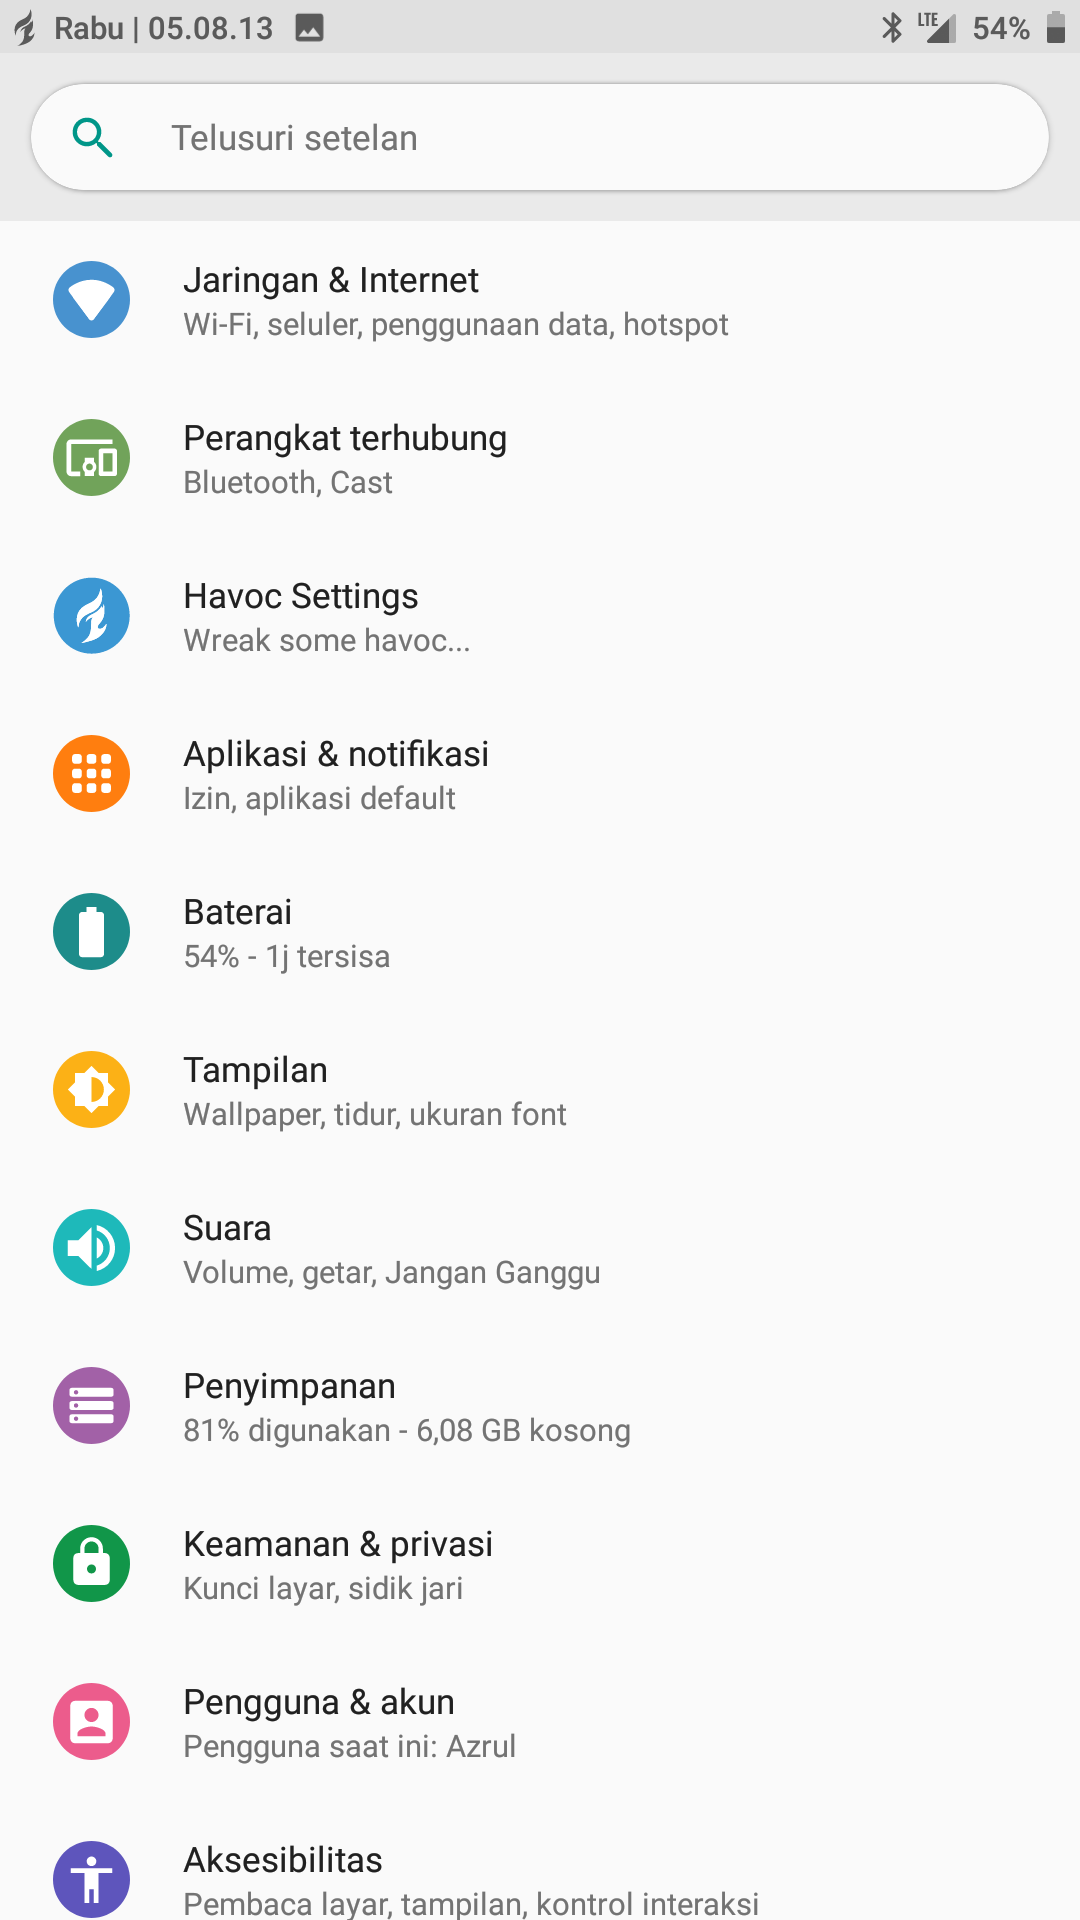 Rabu | 05.08.13
LTE
54%
Telusuri setelan
Jaringan & Internet
Wi-Fi, seluler, penggunaan data, hotspot
Perangkat terhubung
Bluetooth, Cast
Havoc Settings
Wreak some havoc...
Aplikasi & notifikasi
Izin, aplikasi default
Baterai
54% - 1j tersisa
Tampilan
Wallpaper, tidur, ukuran font
Suara
Volume, getar, Jangan Ganggu
Penyimpanan
81% digunakan - 6,08 GB kosong
Keamanan & privasi
Kunci layar, sidik jari
Pengguna & akun
Pengguna saat ini: Azrul
Aksesibilitas
Pembaca layar, tampilan, kontrol interaksi